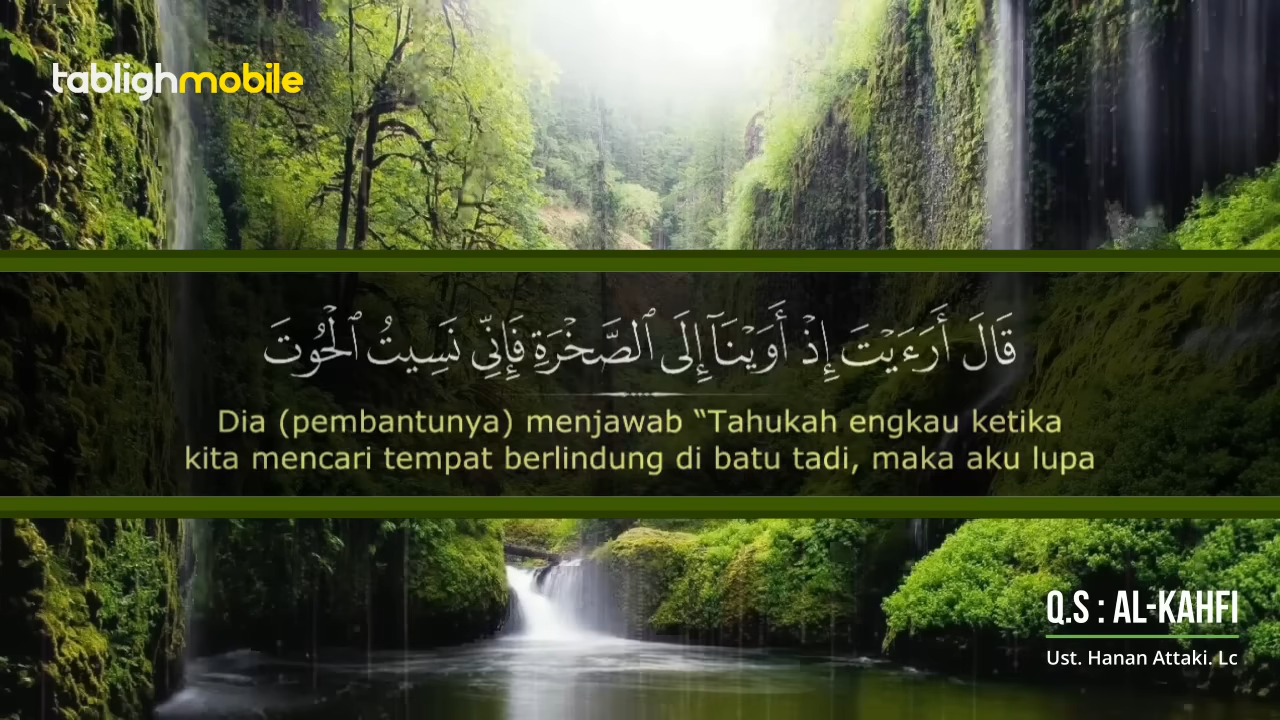 tablighmobile
قَالَ أَرَءَيْتَ إِذْ أَوَيْنَآ إِلَى ٱلصَّخْرَةِ فَإِنِّى نَسِيتُ ٱلْحُوتَ
Dia (pembantunya) menjawab “Tahukah engkau ketika
kita mencari tempat berlindung di batu tadi, maka aku lupa
Q.S : AL-KAHFI
Ust. Hanan Attaki. Lc